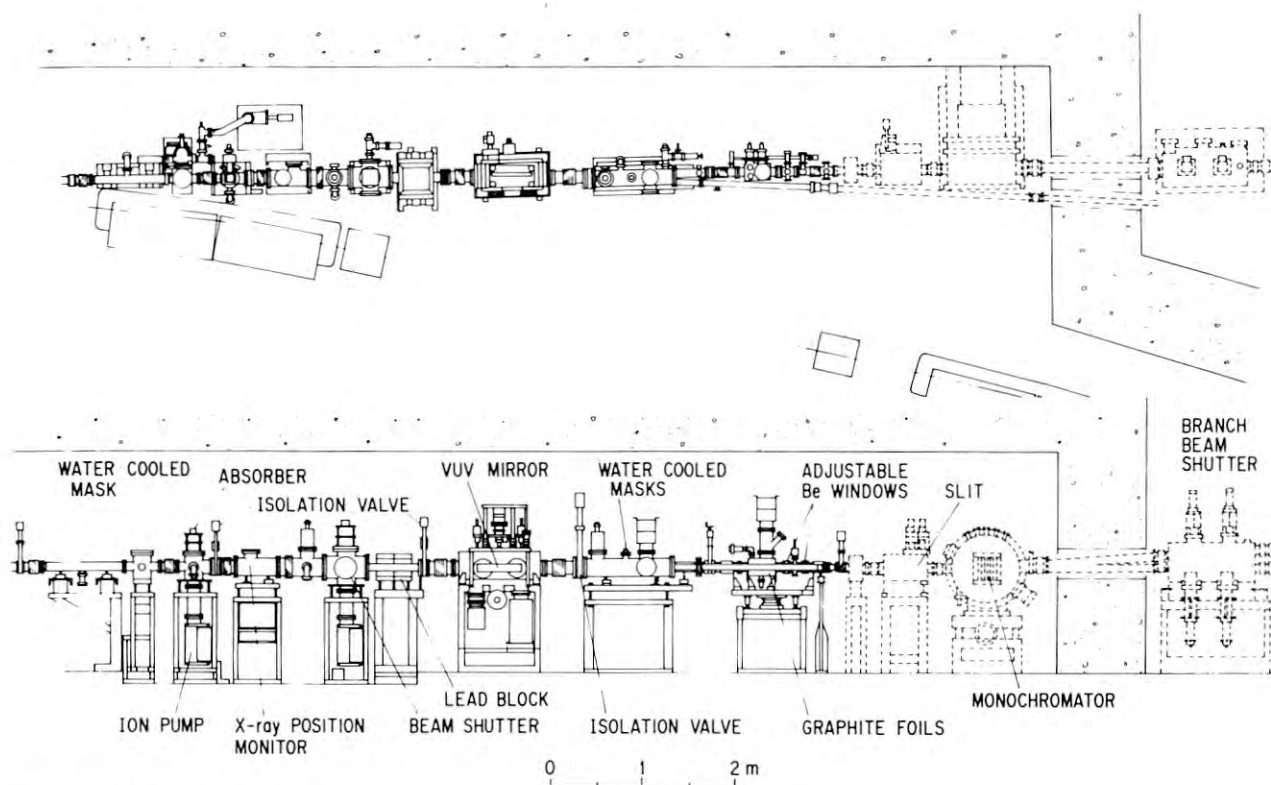 WATER COOLED
MASK
ABSORBER
ISOLATION VALVE
VUV MIRROR
WATER COOLED
MASKS
ADJUSTABLE
Be WINDOWS
SLIT
BRANCH
BEAM
SHUTTER
ION PUMP
X-ray POSITION
MONITOR
LEAD BLOCK
BEAM SHUTTER
ISOLATION VALVE
GRAPHITE FOILS
MONOCHROMATOR
0 1 2 m